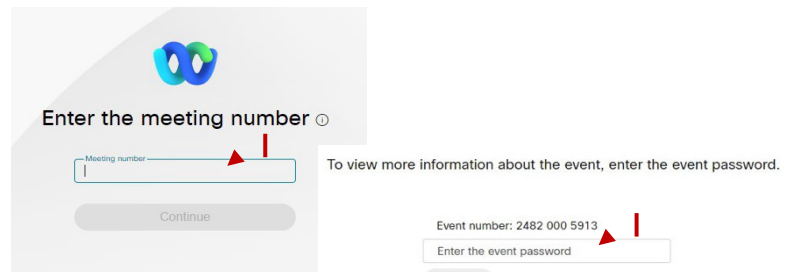 Enter the meeting number
Meeting number
Continue
To view more information about the event, enter the event password.
Event number: 2482 000 5913
Enter the event password